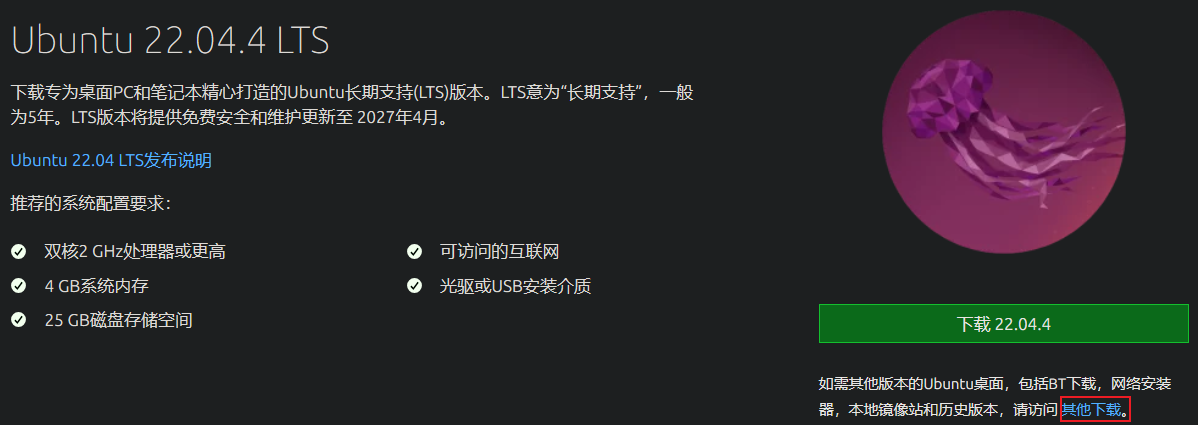 Ubuntu 22.04.4 LTS
下载专为桌面PC和笔记本精心打造的Ubuntu长期支持(LTS)版本。LTS意为“长期支持”，一般
为5年。LTS版本将提供免费安全和维护更新至 2027年4月。
Ubuntu 22.04 LTS发布说明
推荐的系统配置要求：
双核2 GHz处理器或更高
4 GB系统内存
25 GB磁盘存储空间
可访问的互联网
光驱或USB安装介质
下载 22.04.4
如需其他版本的Ubuntu桌面，包括BT下载，网络安装
器，本地镜像站和历史版本，请访问 其他下载。